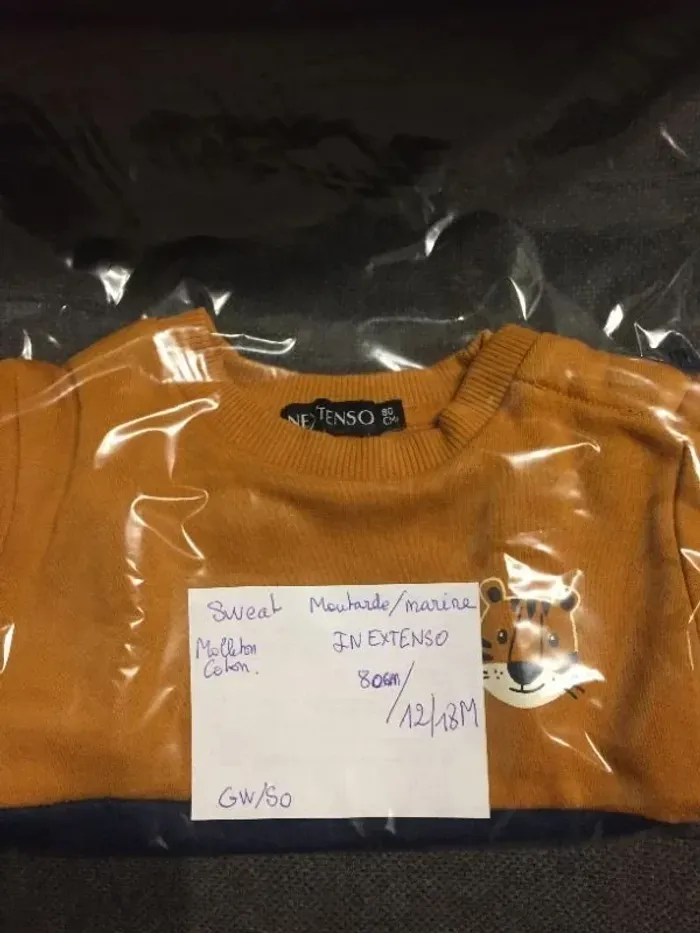 NEXTENSO 80
CM
Sweat Moutarde/marine
Molleton IN EXTENSO
Coton.
80cm/
12/18M
GW/SO